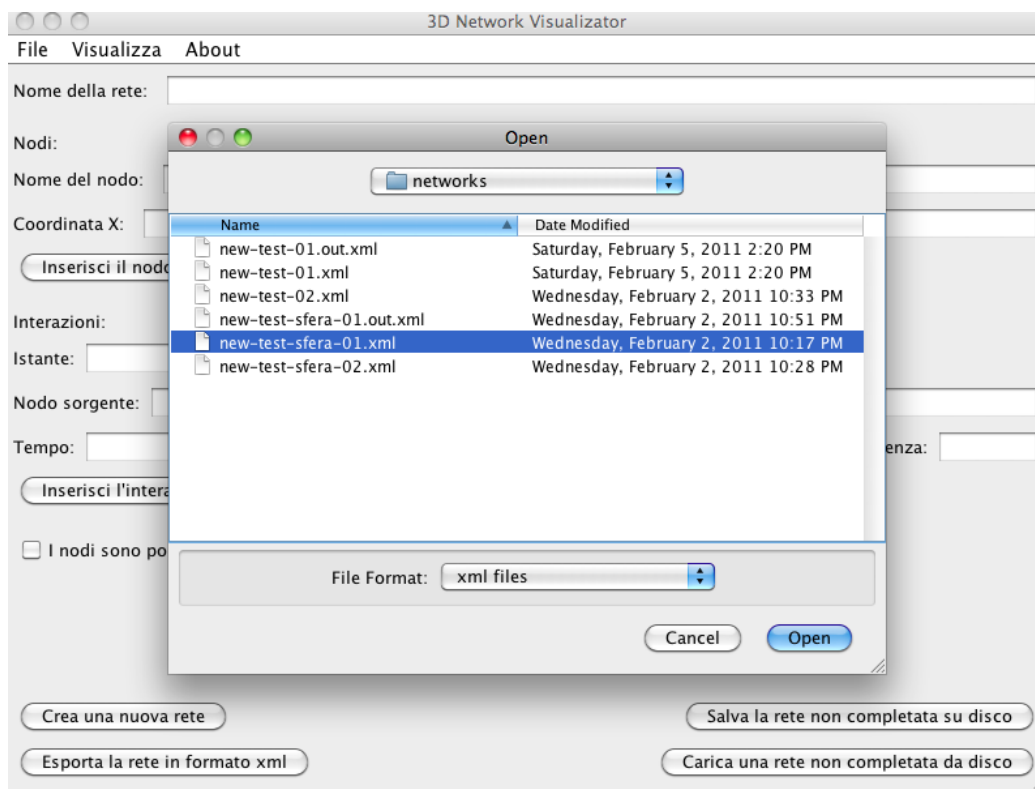 3D Network Visualizator
File Visualizza About
Nome della rete:
Nodi:
Open
Nome del nodo:
networks
Coordinata X:
Name Date Modified
new-test-01.out.xml Saturday, February 5, 2011 2:20 PM
Inserisci il nodo
new-test-01.xml Saturday, February 5, 2011 2:20 PM
new-test-02.xml Wednesday, February 2, 2011 10:33 PM
Interazioni:
new-test-sfera-01.out.xml Wednesday, February 2, 2011 10:51 PM
new-test-sfera-01.xml Wednesday, February 2, 2011 10:17 PM
Istante:
new-test-sfera-02.xml Wednesday, February 2, 2011 10:28 PM
Nodo sorgente:
Tempo: enza:
Inserisci l'intera
I nodi sono po
File Format: xml files
Cancel Open
Crea una nuova rete Salva la rete non completata su disco
Esporta la rete in formato xml Carica una rete non completata da disco